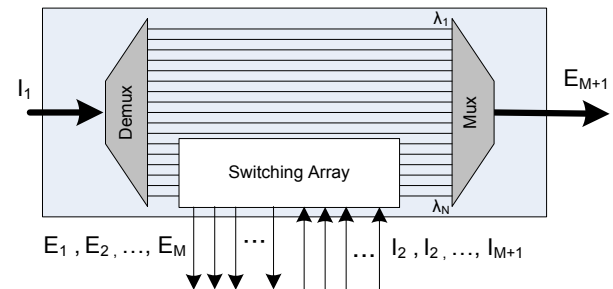 λ1
I1
Demux
Mux
EM+1
Switching Array
λN
E1 , E2 , …, EM
...
... I2 , I2 , …, IM+1